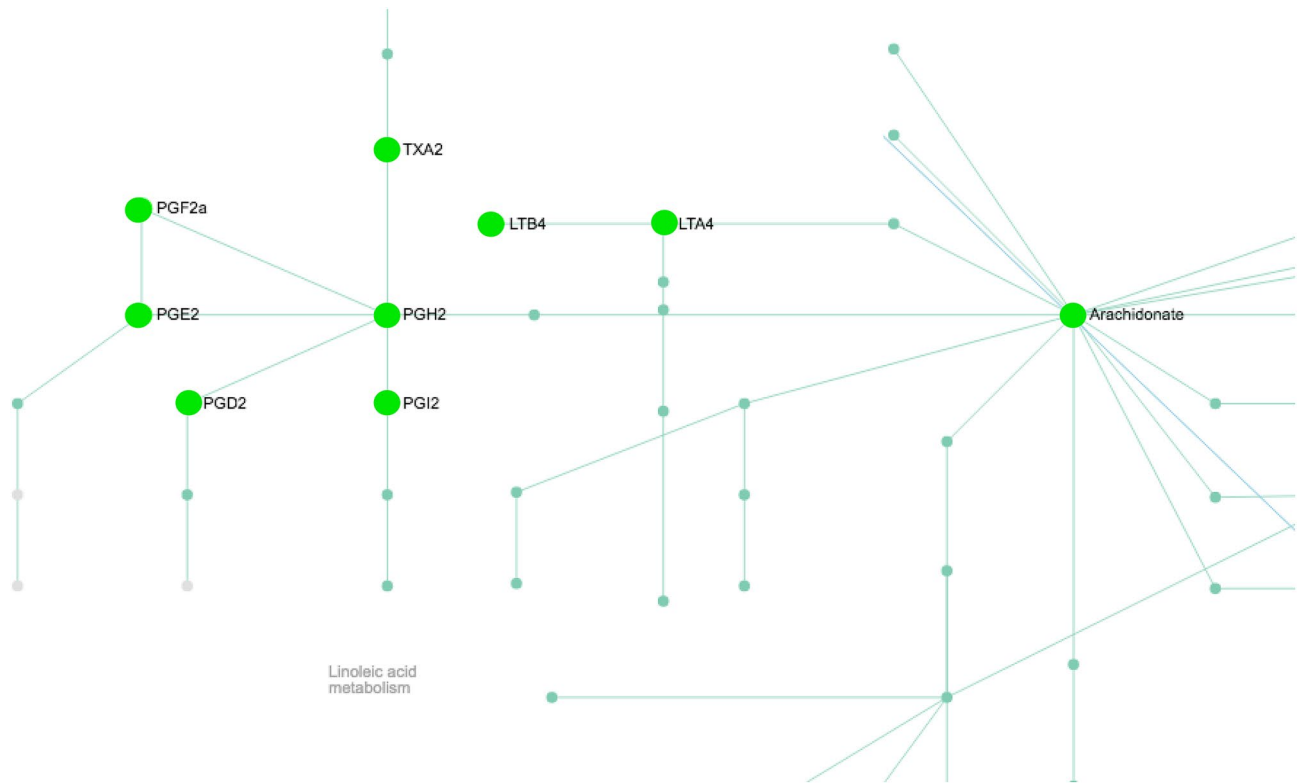 TXA2
PGF2a
LTB4
LTA4
PGE2
PGH2
Arachidonate
PGD2
PGI2
Linoleic acid
metabolism